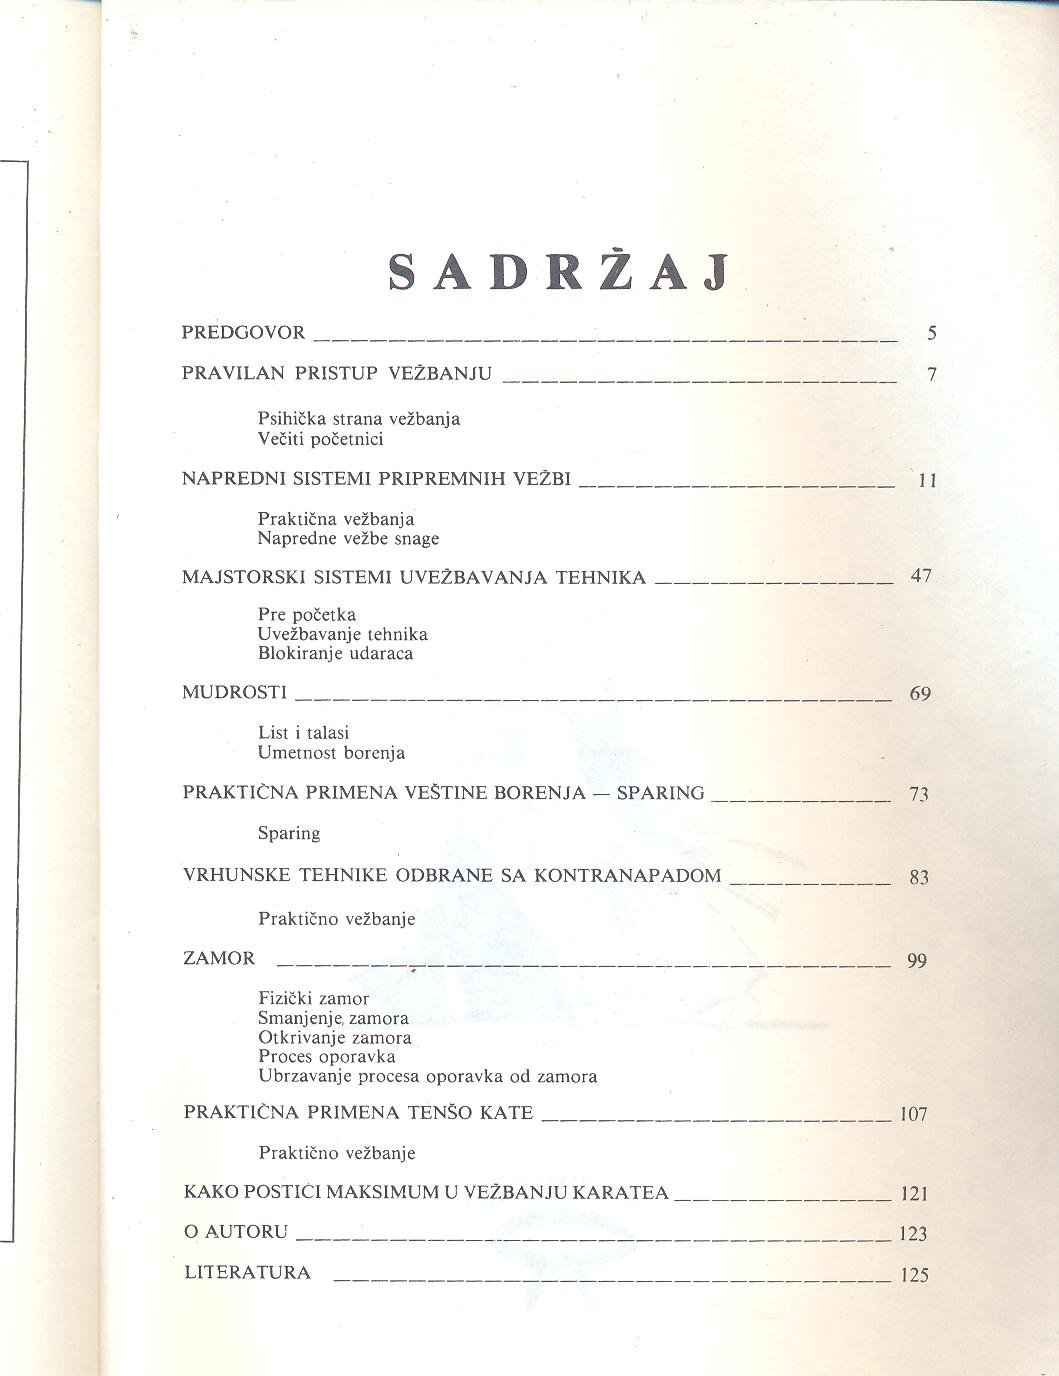 SADRŽAJ
PREDGOVOR 5
PRAVILAN PRISTUP VEŽBANJU 7
Psihička strana vežbanja
Večiti početnici
NAPREDNI SISTEMI PRIPREMNIH VEŽBI 11
Praktična vežbanja
Napredne vežbe snage
MAJSTORSKI SISTEMI UVEŽBAVANJA TEHNIKA 47
Pre početka
Uvežbavanje tehnika
Blokiranje udaraca
MUDROSTI 69
List i talasi
Umetnost borenja
PRAKTIČNA PRIMENA VEŠTINE BORENJA — SPARING 73
Sparing
VRHUNSKE TEHNIKE ODBRANE SA KONTRANAPADOM 83
Praktično vežbanje
ZAMOR 99
Fizički zamor
Smanjenje zamora
Otkrivanje zamora
Proces oporavka
Ubrzavanje procesa oporavka od zamora
PRAKTIČNA PRIMENA TENŠO KATE 107
Praktično vežbanje
KAKO POSTIĆI MAKSIMUM U VEŽBANJU KARATEA 121
O AUTORU 123
LITERATURA 125